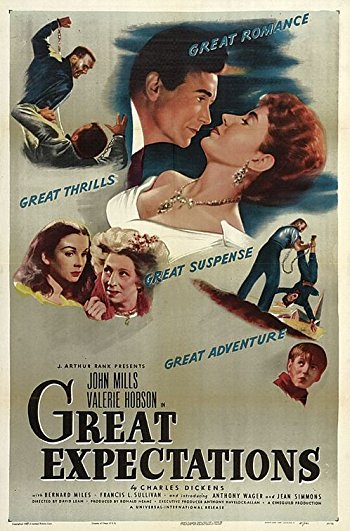 GREAT ROMANCE
GREAT THRILLS
GREAT SUSPENSE
GREAT ADVENTURE
J. ARTHUR RANK PRESENTS
JOHN MILLS
VALERIE HOBSON
IN
GREAT
EXPECTATIONS
by CHARLES DICKENS
with BERNARD MILES · FRANCIS L. SULLIVAN · and introducing ANTHONY WAGER and JEAN SIMMONS
DIRECTED BY DAVID LEAN · PRODUCED BY RONALD NEAME · EXECUTIVE PRODUCER ANTHONY HAVELOCK-ALLAN · A CINEGUILD PRODUCTION
A UNIVERSAL-INTERNATIONAL RELEASE